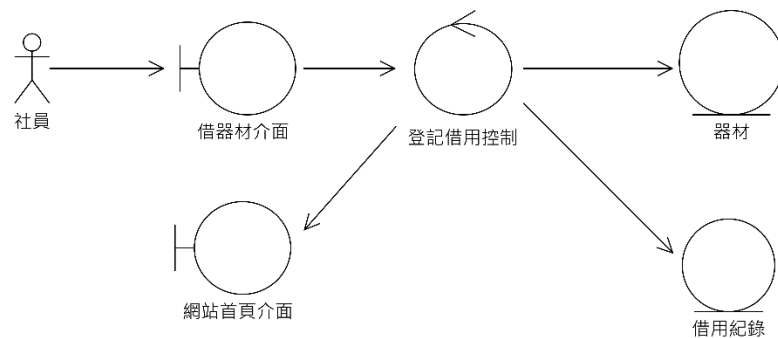 社員
借器材介面
登記借用控制
器材
網站首頁介面
借用紀錄